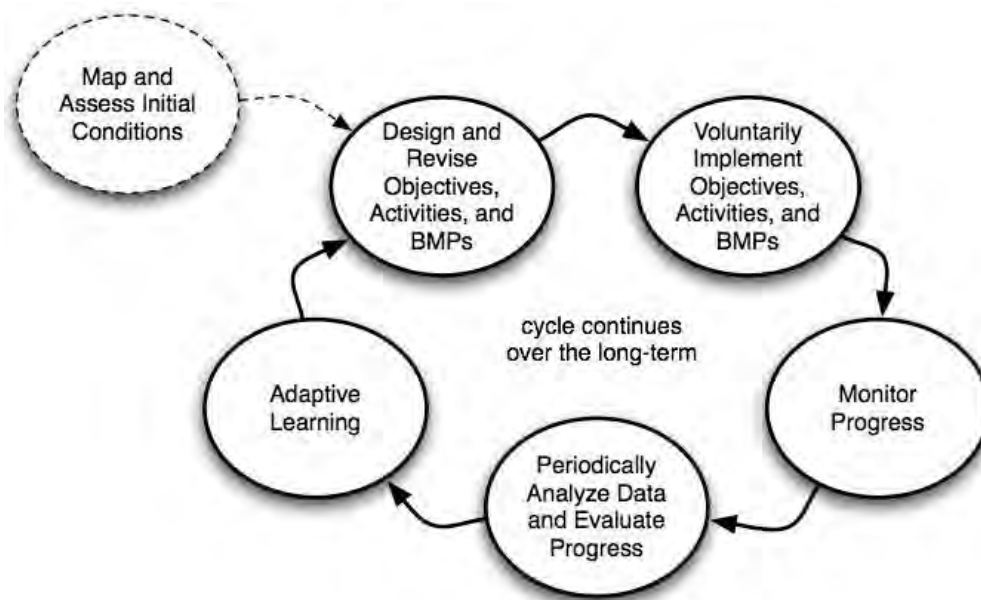 Map and
Assess Initial
Conditions
Design and
Revise
Objectives,
Activities, and
BMPs
Voluntarily
Implement
Objectives,
Activities, and
BMPs
cycle continues
over the long-term
Adaptive
Learning
Monitor
Progress
Periodically
Analyze Data
and Evaluate
Progress